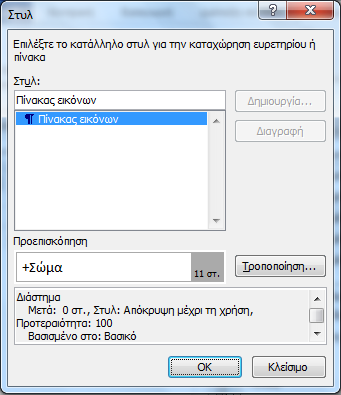 Στυλ
Επιλέξτε το κατάλληλο στυλ για την καταχώρηση ευρετηρίου ή
πίνακα
Στυλ:
Πίνακας εικόνων
Δημιουργία...
¶ Πίνακας εικόνων
Διαγραφή
Προεπισκόπηση
+Σώμα
11 στ.
Τροποποίηση...
Διάστημα
Μετά: 0 στ., Στυλ: Απόκρυψη μέχρι τη χρήση,
Προτεραιότητα: 100
Βασισμένο στο: Βασικό
OK
Κλείσιμο